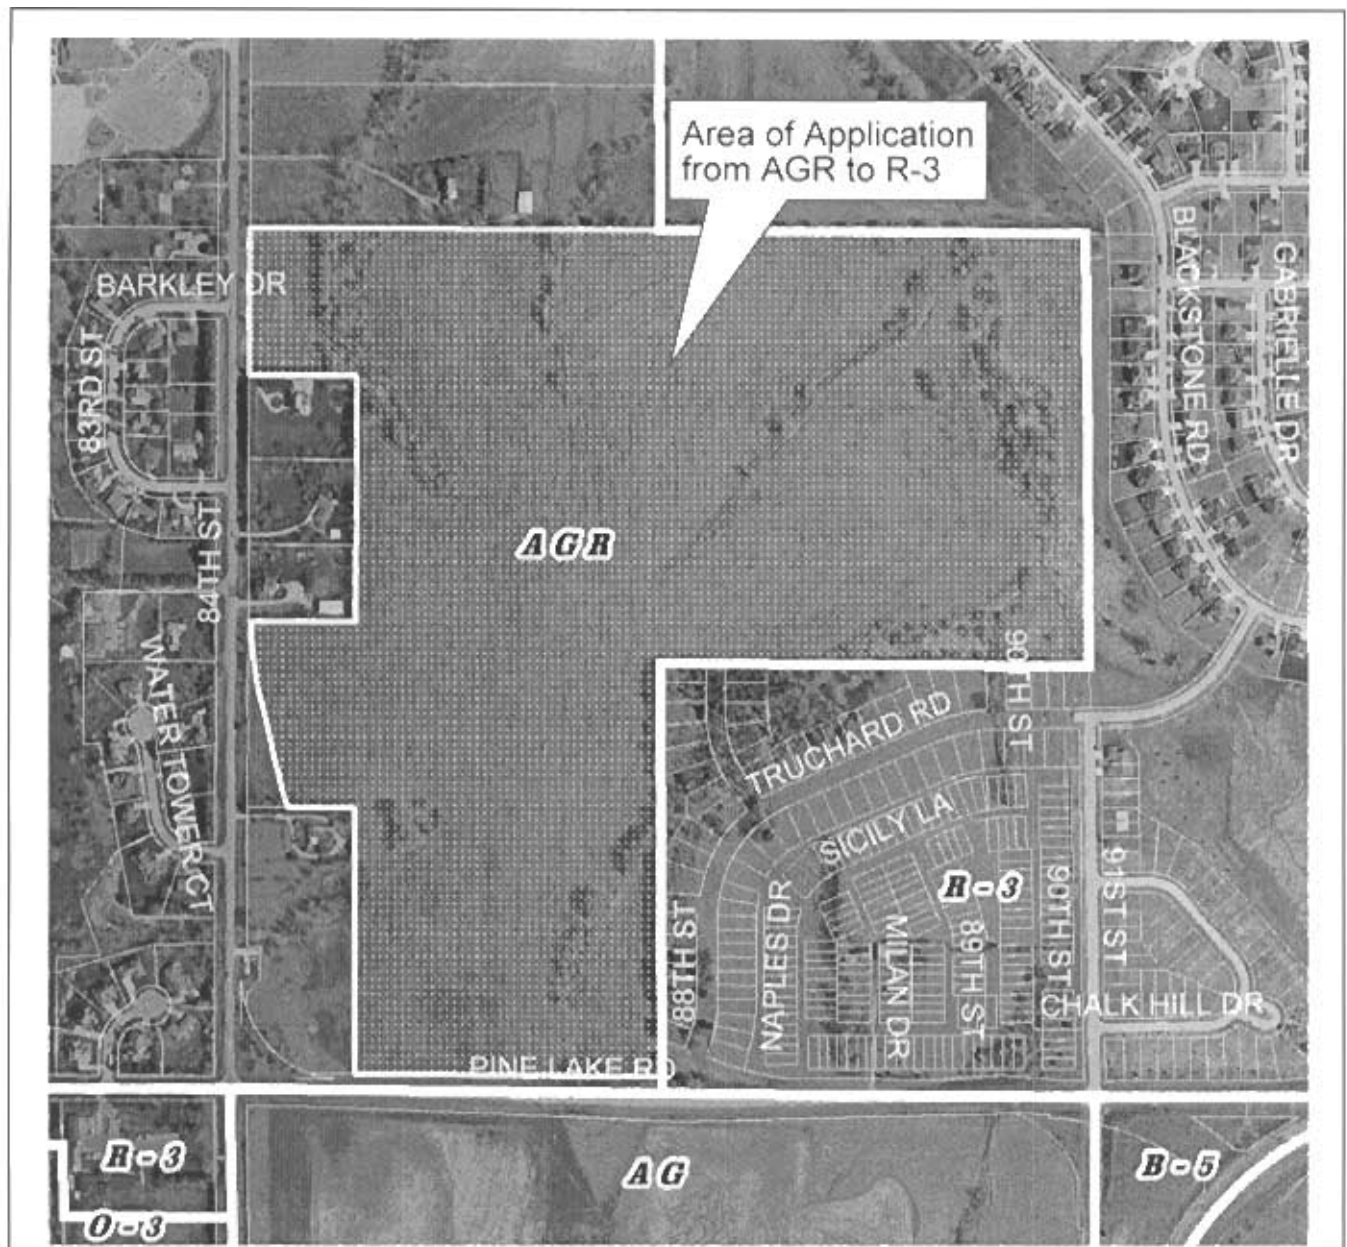 Area of Application
from AGR to R-3
BARKLEY DR
83RD ST
84TH ST
WATER TOWER CT
BLACKSTONE RD
GABRIELLE DR
AGR
90TH ST
TRUCHARD RD
SICILY LA
R-3
88TH ST
NAPLES DR
MILAN DR
89TH ST
90TH ST
91ST ST
CHALK HILL DR
PINE LAKE RD
R-3
AG
B-5
O-3